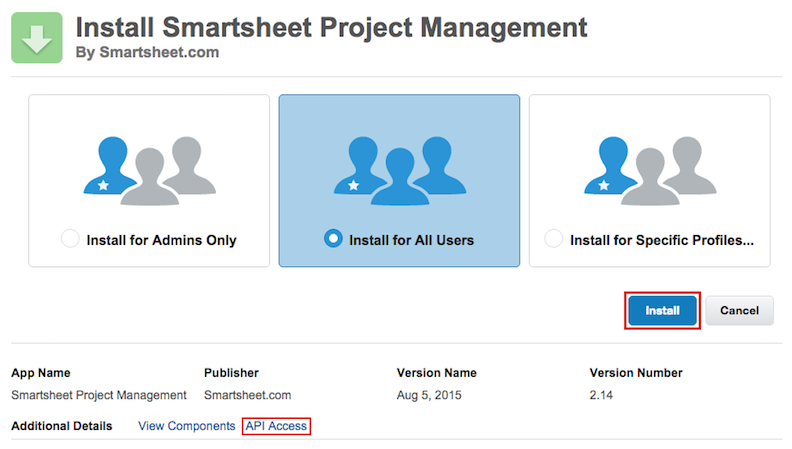 Install Smartsheet Project Management
By Smartsheet.com
Install for Admins Only
Install for All Users
Install for Specific Profiles...
Install
Cancel
App Name Publisher Version Name Version Number
Smartsheet Project Management Smartsheet.com Aug 5, 2015 2.14
Additional Details View Components API Access